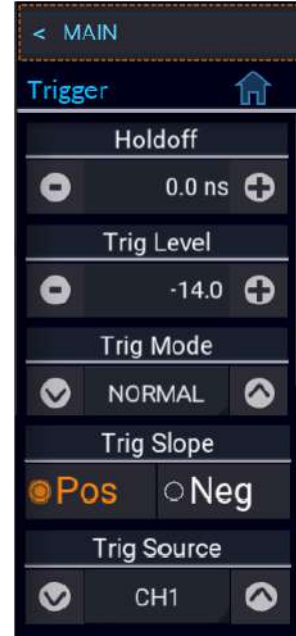 < MAIN
Trigger
Holdoff
0.0 ns
Trig Level
-14.0
Trig Mode
NORMAL
Trig Slope
Pos Neg
Trig Source
CH1